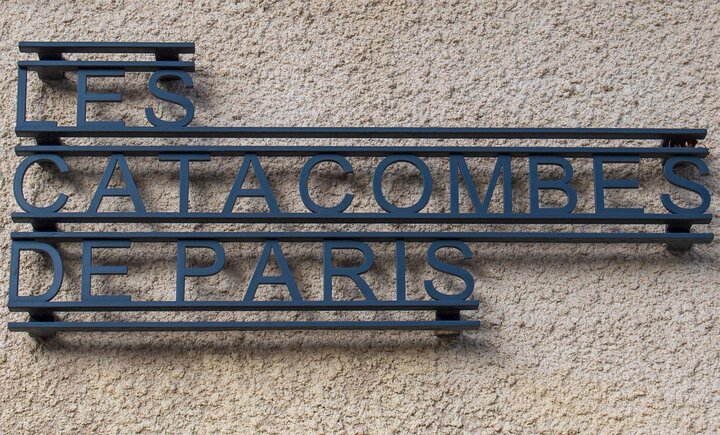 LES
CATACOMBES
DE PARIS